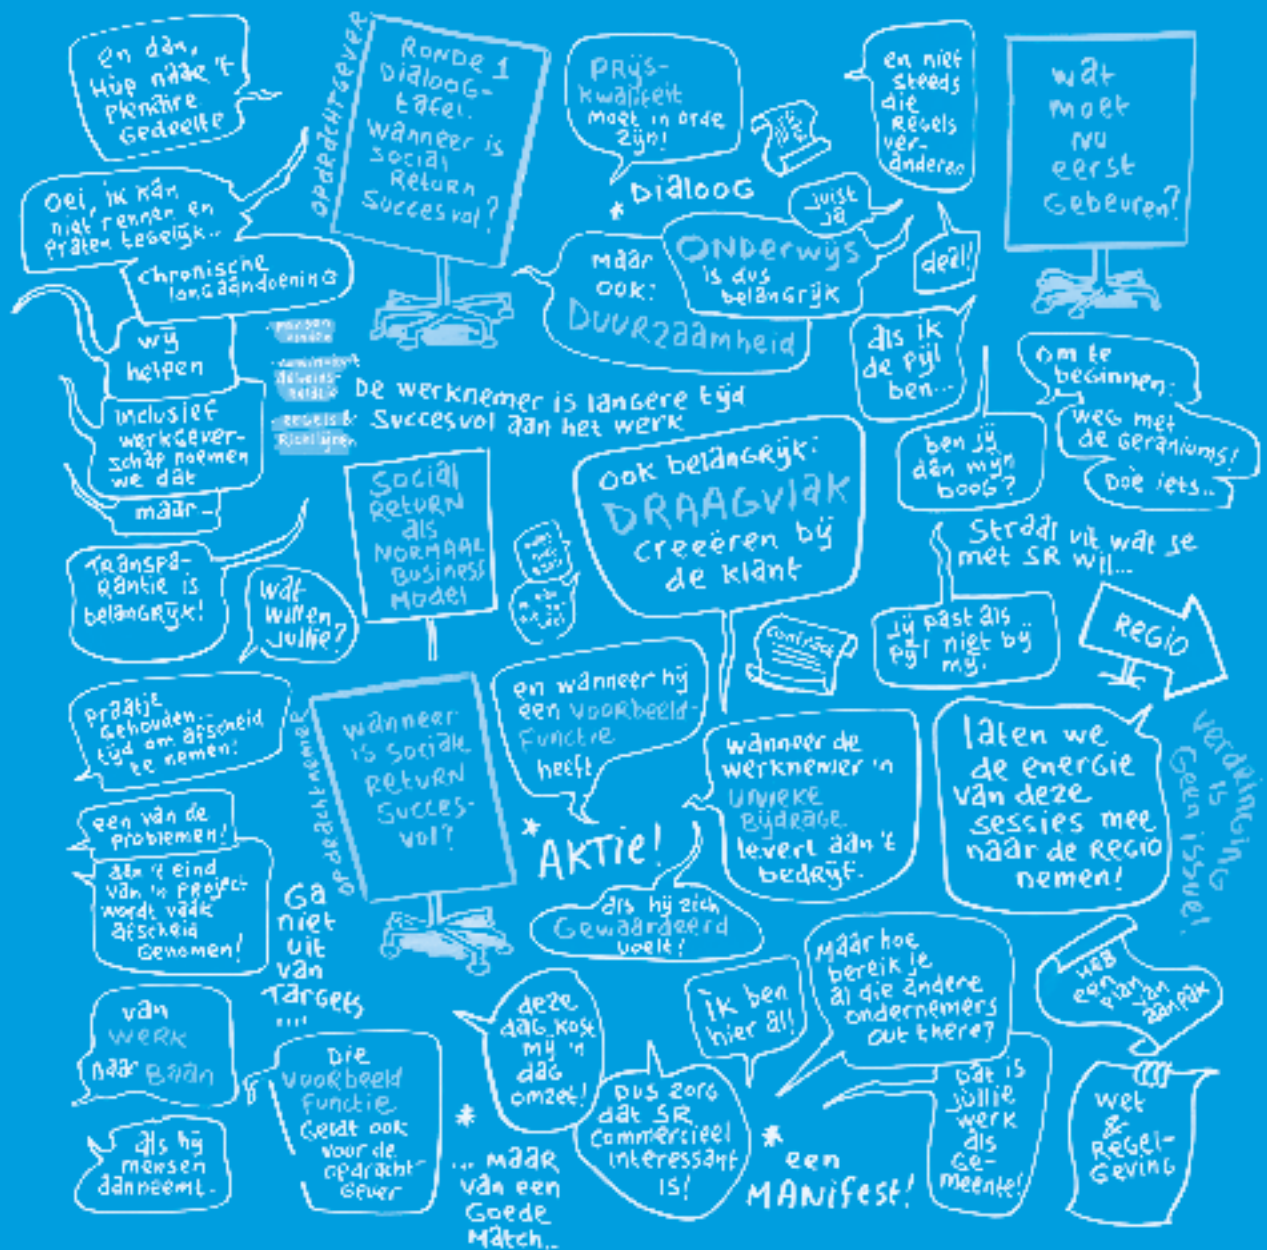 en dan,
Hup naar 't
plenaire
Gedeelte
OPDRACHTGEVER
RONDE 1
DiaLOOG-
tafel.
wanneer is
social
Return
Succesvol?
PRijs-
kwaliteit
moet in orde
zijn!
en niet
steeds
die
REGels
ver-
anderen
wat
moet
nu
eerst
Gebeuren?
Oei, ik kan
niet rennen en
praten tegelijk..
chronische
longaandoening
wij
helpen
inclusief
werkGever-
schap noemen
we dat
maar..
* DiaLOOG
juist
ja
ONDERWijs
is dus
belangrijk
maar
ook:
DUURzaamheid
deal!
als ik
de pijl
ben...
om te
beginnen:
weg met
de Geraniums!
Doe iets..
ben jij
dan mijn
boog?
REGels &
Richtlijnen
De werknemer is langere tijd
Succesvol aan het werk
Social
Return
als
NORMAAL
Business
Model
ook belanGRijk:
DRAAGvlak
creeëren bij
de klant
Straal uit wat je
met SR wil...
Transpa-
Rantie is
belanGRijk!
wat
willen
jullie?
contract
Jij past als
pijl niet bij
mij.
REGiO
praatje
Gehouden..
tijd om afscheid
te nemen!
opdrachtnemer
wanneer
is sociale
RETURN
Succes-
vol?
en wanneer hij
een voorbeeld-
Functie
heeft
wanneer de
werknemer 'n
UNIEKE
BijDRAGE
levert aan 't
bedrijf.
laten we
de energie
van deze
sessies mee
naar de REGiO
nemen!
verdringing
is
Geen issue!
een van de
problemen!
aan 't eind
van 'n project
wordt vaak
afscheid
Genomen!
* AKTie!
als hij zich
Gewaardeerd
voelt!
Ga
niet
uit
van
Targets
....
van
WERK
naar Baan
als hij
mensen
aanneemt.
Die
voorbeeld
Functie
Geldt ook
voor de
opdracht-
Gever
deze
dag kost
mij 'n
dag
omzet!
ik ben
hier al!
Maar hoe
bereik je
al die andere
ondernemers
out there?
HEB
een
plan
van
aanpak
*
... maar
van een
Goede
Match...
Dus zorg
dat SR
Commercieel
interessant
is!
*
een
MANifest!
Dat is
jullie
werk
als
Ge-
meente!
wet
&
REGel-
Geving